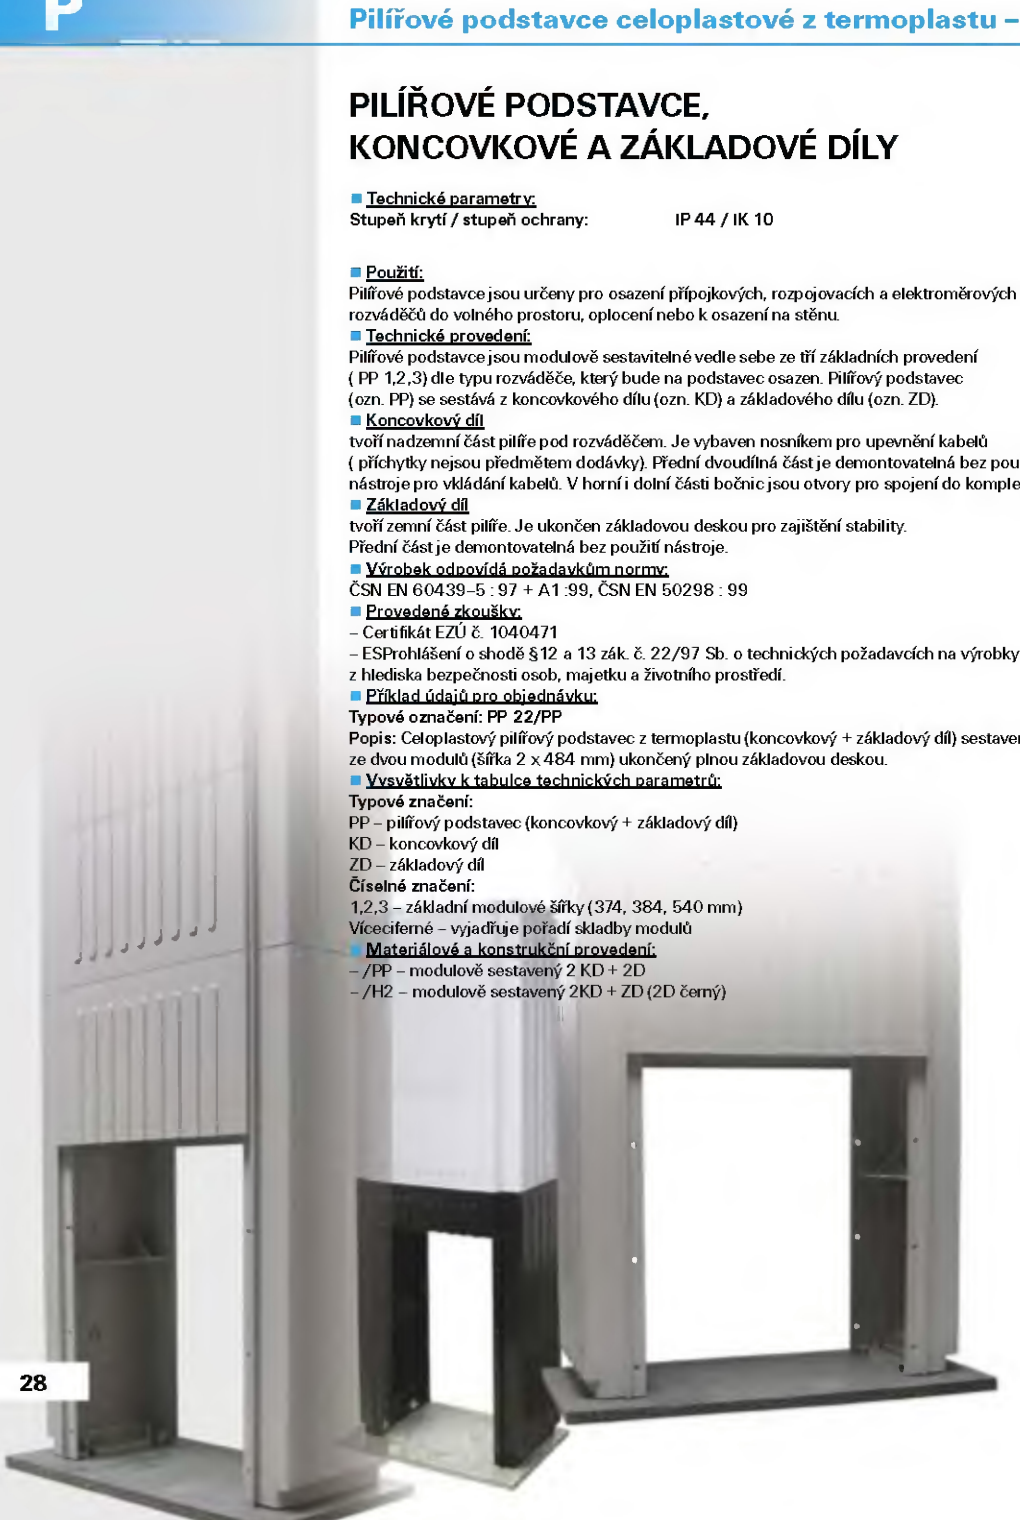 P
Pilířové podstavce celoplastové z termoplastu –
PILÍŘOVÉ PODSTAVCE,
KONCOVKOVÉ A ZÁKLADOVÉ DÍLY
Technické parametry:
Stupeň krytí / stupeň ochrany: IP 44 / IK 10
Použití:
Pilířové podstavce jsou určeny pro osazení přípojkových, rozpojovacích a elektroměrových
rozváděčů do volného prostoru, oplocení nebo k osazení na stěnu.
Technické provedení:
Pilířové podstavce jsou modulově sestavitelné vedle sebe ze tří základních provedení
( PP 1,2,3) dle typu rozváděče, který bude na podstavec osazen. Pilířový podstavec
(ozn. PP) se sestává z koncovkového dílu (ozn. KD) a základového dílu (ozn. ZD).
Koncovkový díl
tvoří nadzemní část pilíře pod rozváděčem. Je vybaven nosníkem pro upevnění kabelů
( příchytky nejsou předmětem dodávky). Přední dvoudílná část je demontovatelná bez pou
nástroje pro vkládání kabelů. V horní i dolní části bočnic jsou otvory pro spojení do komple
Základový díl
tvoří zemní část pilíře. Je ukončen základovou deskou pro zajištění stability.
Přední část je demontovatelná bez použití nástroje.
Výrobek odpovídá požadavkům normy:
ČSN EN 60439–5 : 97 + A1 :99, ČSN EN 50298 : 99
Provedené zkoušky:
– Certifikát EZÚ č. 1040471
– ESProhlášení o shodě §12 a 13 zák. č. 22/97 Sb. o technických požadavcích na výrobky
z hlediska bezpečnosti osob, majetku a životního prostředí.
Příklad údajů pro objednávku:
Typové označení: PP 22/PP
Popis: Celoplastový pilířový podstavec z termoplastu (koncovkový + základový díl) sestaven
ze dvou modulů (šířka 2 x 484 mm) ukončený plnou základovou deskou.
Vysvětlivky k tabulce technických parametrů:
Typové značení:
PP – pilířový podstavec (koncovkový + základový díl)
KD – koncovkový díl
ZD – základový díl
Číselné značení:
1,2,3 – základní modulové šířky (374, 384, 540 mm)
Víceciferné – vyjadřuje pořadí skladby modulů
Materiálové a konstrukční provedení:
– /PP – modulově sestavený 2 KD + 2D
– /H2 – modulově sestavený 2KD + ZD (2D černý)
28